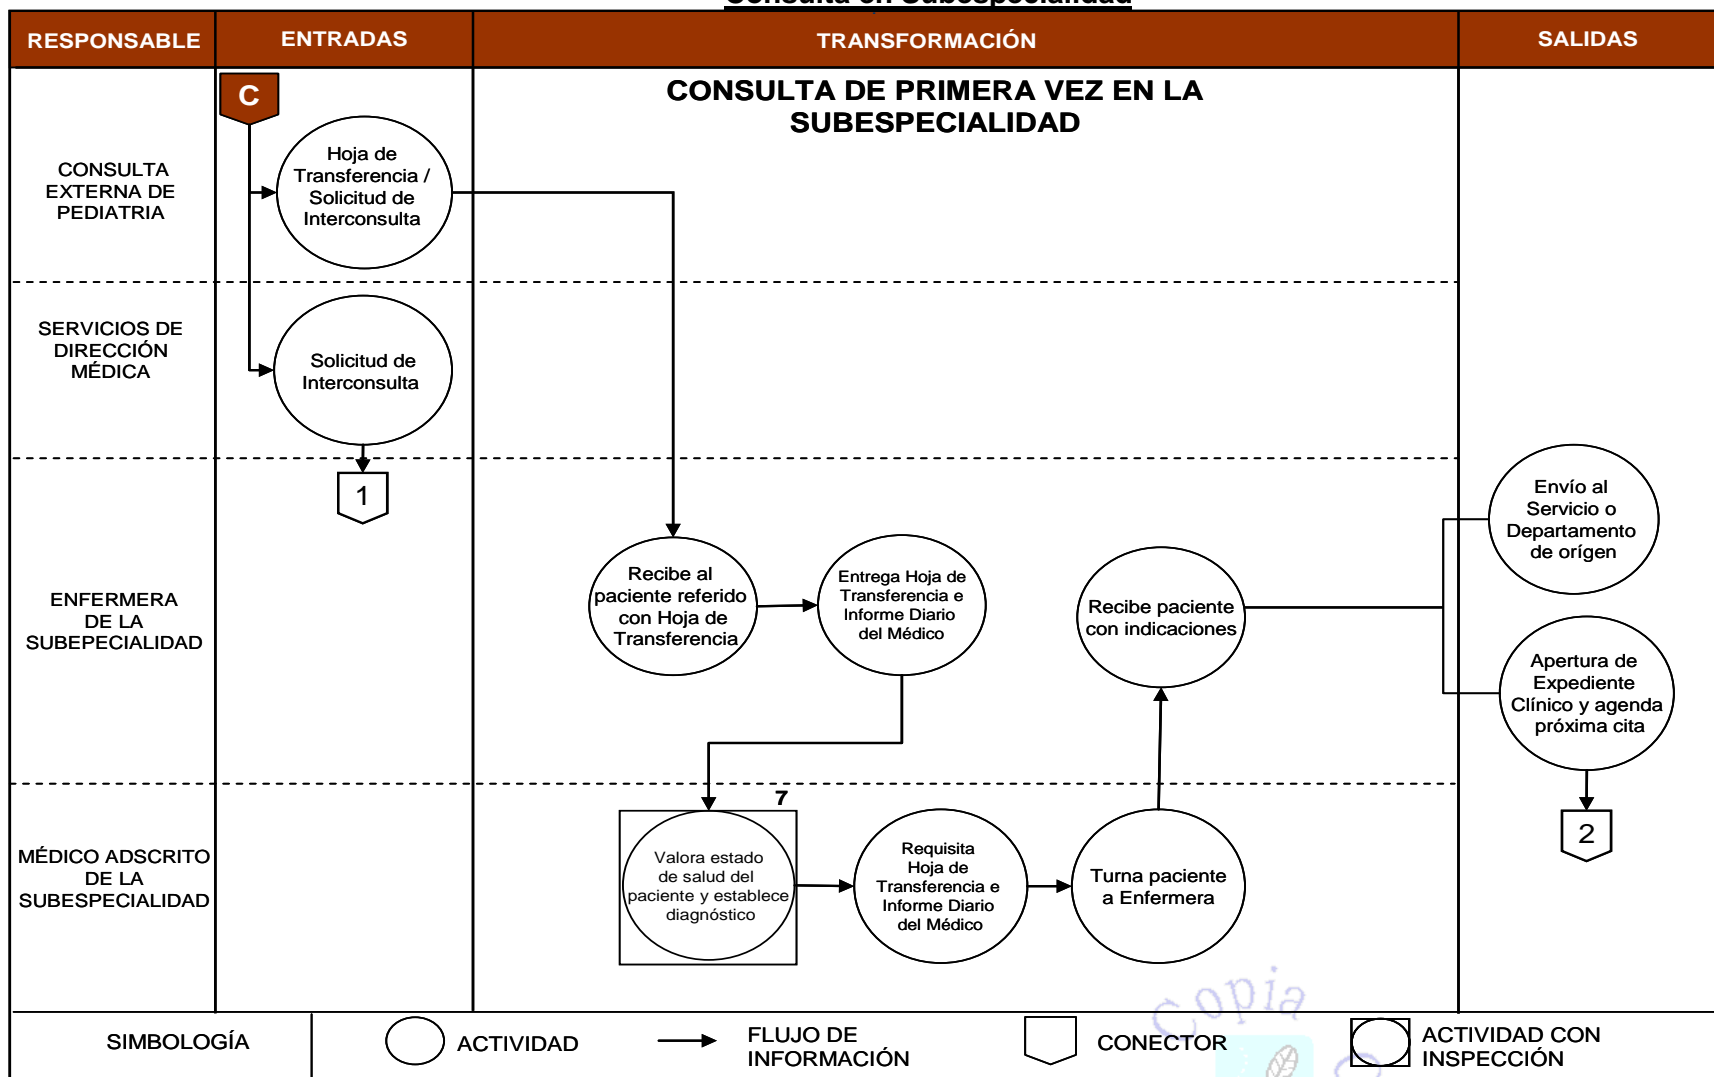 Consulta en Subespecialidad
RESPONSABLE
ENTRADAS
TRANSFORMACIÓN
SALIDAS
C
CONSULTA DE PRIMERA VEZ EN LA
SUBESPECIALIDAD
CONSULTA
EXTERNA DE
PEDIATRIA
Hoja de
Transferencia /
Solicitud de
Interconsulta
SERVICIOS DE
DIRECCIÓN
MÉDICA
Solicitud de
Interconsulta
1
ENFERMERA
DE LA
SUBEPECIALIDAD
Recibe al
paciente referido
con Hoja de
Transferencia
Entrega Hoja de
Transferencia e
Informe Diario
del Médico
Recibe paciente
con indicaciones
Envío al
Servicio o
Departamento
de orígen
Apertura de
Expediente
Clínico y agenda
próxima cita
2
MÉDICO ADSCRITO
DE LA
SUBESPECIALIDAD
7
Valora estado
de salud del
paciente y establece
diagnóstico
Requisita
Hoja de
Transferencia e
Informe Diario
del Médico
Turna paciente
a Enfermera
Copia
SIMBOLOGÍA
ACTIVIDAD
FLUJO DE
INFORMACIÓN
CONECTOR
ACTIVIDAD CON
INSPECCIÓN